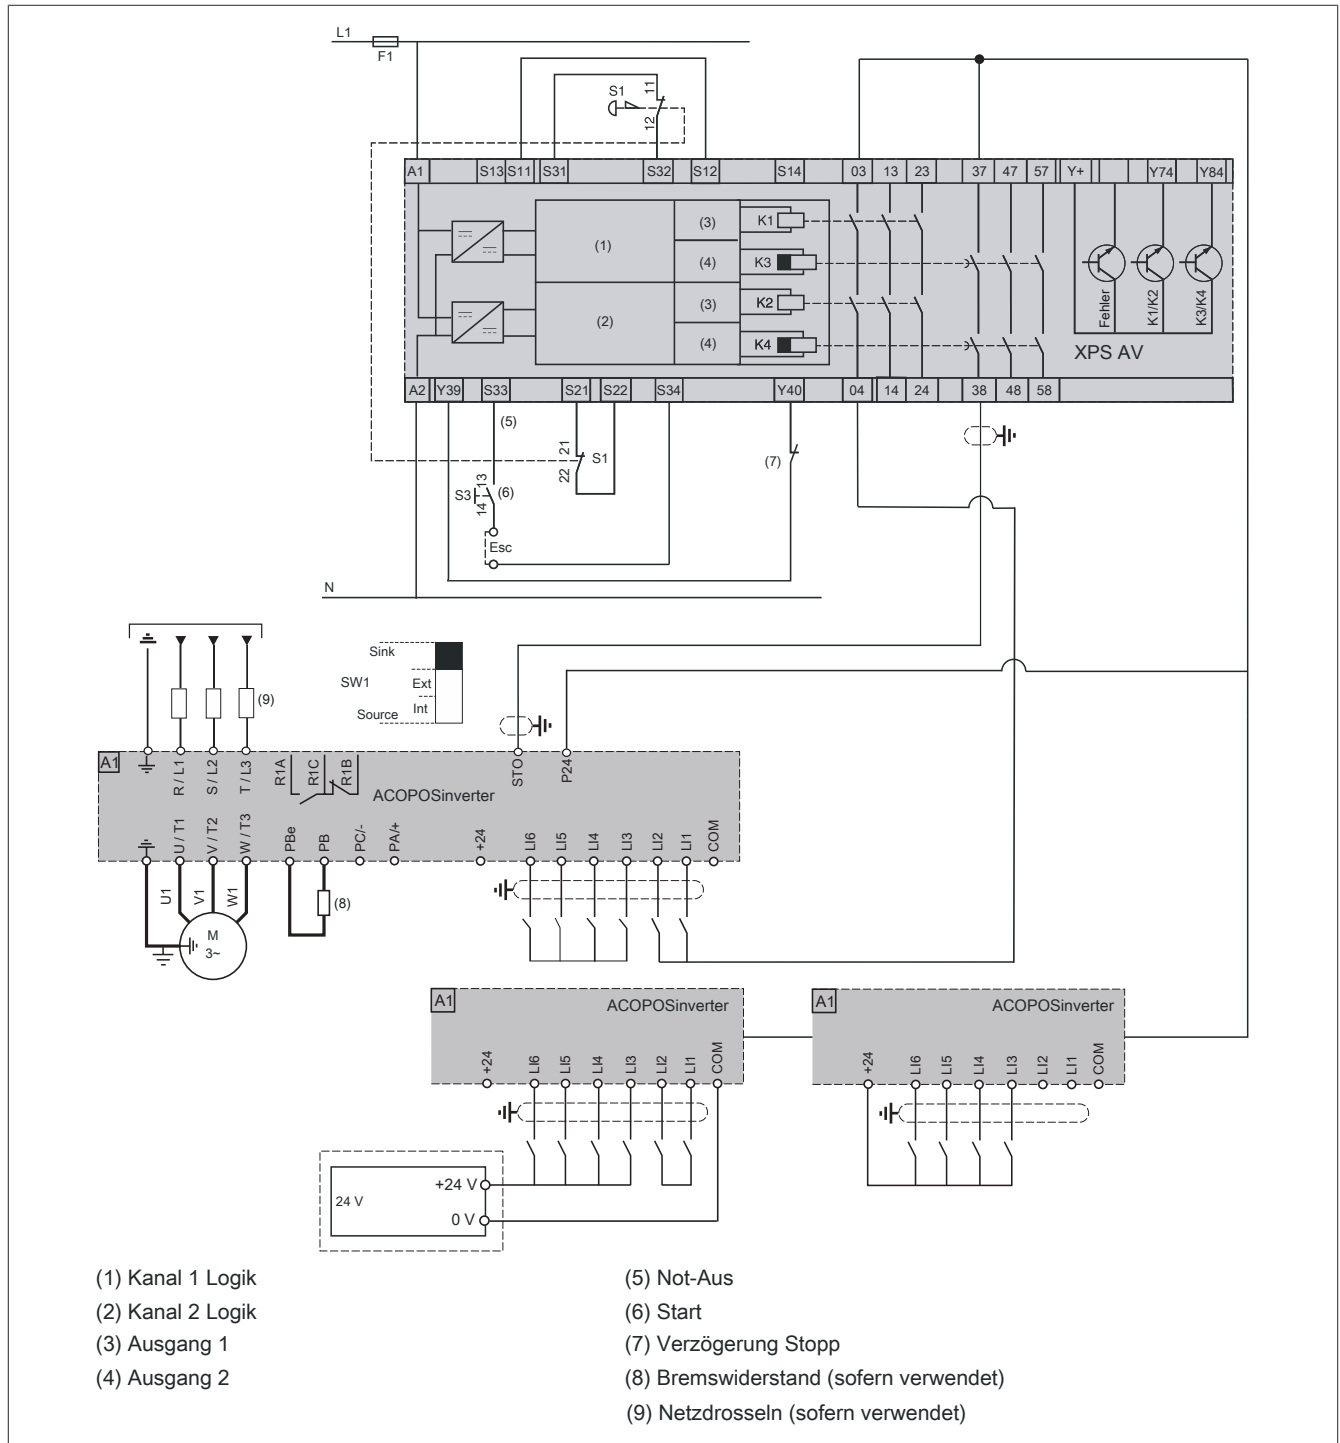 L1
F1
S1
11
12
A1 S13 S11 S31 S32 S12 S14 03 13 23 37 47 57 Y+ Y74 Y84
(1) (3) K1
(4) K3
(2) (3) K2
(4) K4
Fehler K1/K2 K3/K4
XPS AV
A2 Y39 S33 S21 S22 S34 Y40 04 14 24 38 48 58
(5)
21
22
S1
(7)
S3
13
14
(6)
Esc
N
Sink
SW1
Ext
Int
Source
(9)
A1
R / L1 S / L2 T / L3 R1A R1C R1B STO P24
ACOPOSinverter
U / T1 V / T2 W / T3 PBe PB PC/- PA/+ +24 LI6 LI5 LI4 LI3 LI2 LI1 COM
U1 V1 W1
(8)
M
3~
A1
ACOPOSinverter
+24 LI6 LI5 LI4 LI3 LI2 LI1 COM
A1
ACOPOSinverter
+24 LI6 LI5 LI4 LI3 LI2 LI1 COM
24 V
+24 V
0 V
(1) Kanal 1 Logik
(2) Kanal 2 Logik
(3) Ausgang 1
(4) Ausgang 2
(5) Not-Aus
(6) Start
(7) Verzögerung Stopp
(8) Bremswiderstand (sofern verwendet)
(9) Netzdrosseln (sofern verwendet)